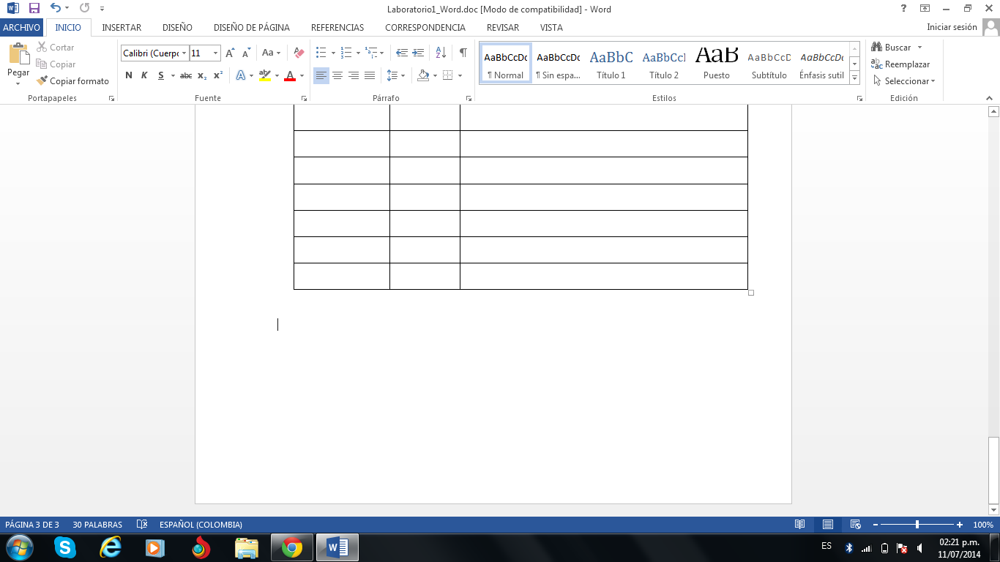 Laboratorio1_Word.doc [Modo de compatibilidad] - Word
?
ARCHIVO INICIO INSERTAR DISEÑO DISEÑO DE PÁGINA REFERENCIAS CORRESPONDENCIA REVISAR VISTA Iniciar sesión
Pegar
Cortar
Copiar
Copiar formato
Portapapeles
Calibri (Cuerpo 11 A A Aa
N K S abc x₂ x² A ab A
Fuente
Párrafo
AaBbCcDc AaBbCcDc AaBbC AaBbCcI AaB AaBbCcD AaBbCcDc
¶ Normal ¶ Sin espa... Título 1 Título 2 Puesto Subtítulo Énfasis sutil
Estilos
Buscar
Reemplazar
Seleccionar
Edición
PÁGINA 3 DE 3 30 PALABRAS ESPAÑOL (COLOMBIA) 100%
ES
02:21 p.m.
11/07/2014